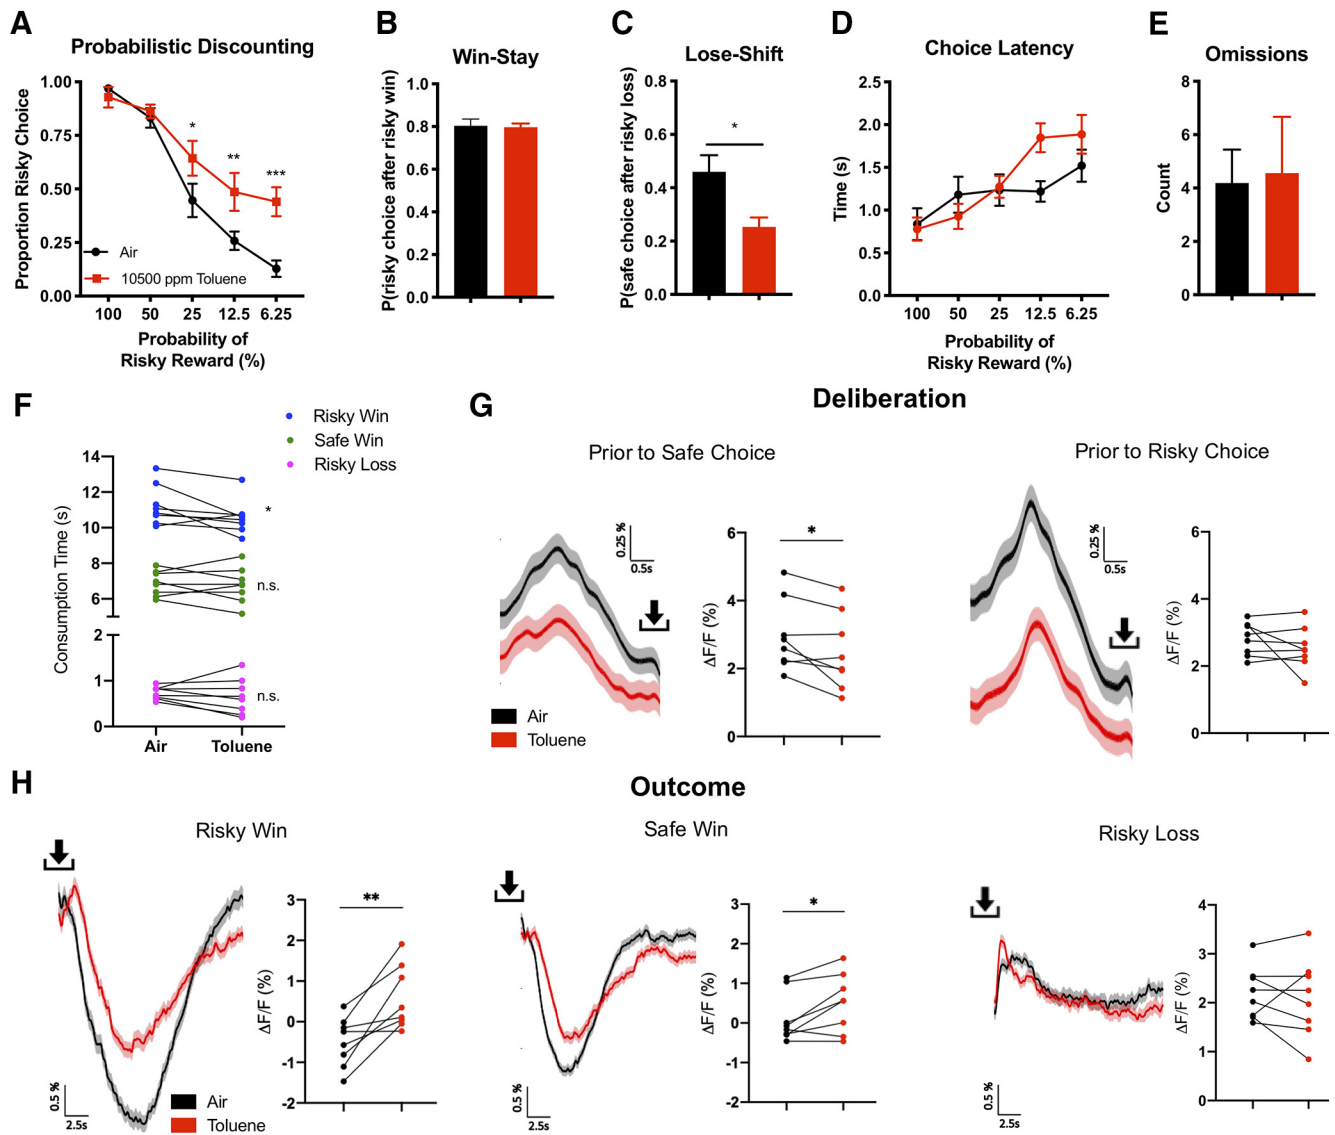 A
Probabilistic Discounting
Proportion Risky Choice
1.00
0.75
0.50
0.25
0.00
*
**
***
Air
10500 ppm Toluene
100 50 25 12.5 6.25
Probability of
Risky Reward (%)
B
Win-Stay
P(risky choice after risky win)
1.0
0.8
0.6
0.4
0.2
0.0
C
Lose-Shift
P(safe choice after risky loss)
0.8
0.6
0.4
0.2
0.0
*
D
Choice Latency
Time (s)
2.5
2.0
1.5
1.0
0.5
0.0
100 50 25 12.5 6.25
Probability of
Risky Reward (%)
E
Omissions
Count
8
6
4
2
0
F
Risky Win
Safe Win
Risky Loss
Consumption Time (s)
14
12
10
8
6
2
1
0
*
n.s.
n.s.
Air Toluene
G
Deliberation
Prior to Safe Choice
0.25 %
0.5s
Air
Toluene
ΔF/F (%)
6
4
2
0
*
Prior to Risky Choice
0.25 %
0.5s
ΔF/F (%)
6
4
2
0
H
Outcome
Risky Win
0.5 %
2.5s
Air
Toluene
ΔF/F (%)
3
2
1
0
-1
-2
**
Safe Win
0.5 %
2.5s
ΔF/F (%)
3
2
1
0
-1
-2
*
Risky Loss
0.5 %
2.5s
ΔF/F (%)
4
3
2
1
0